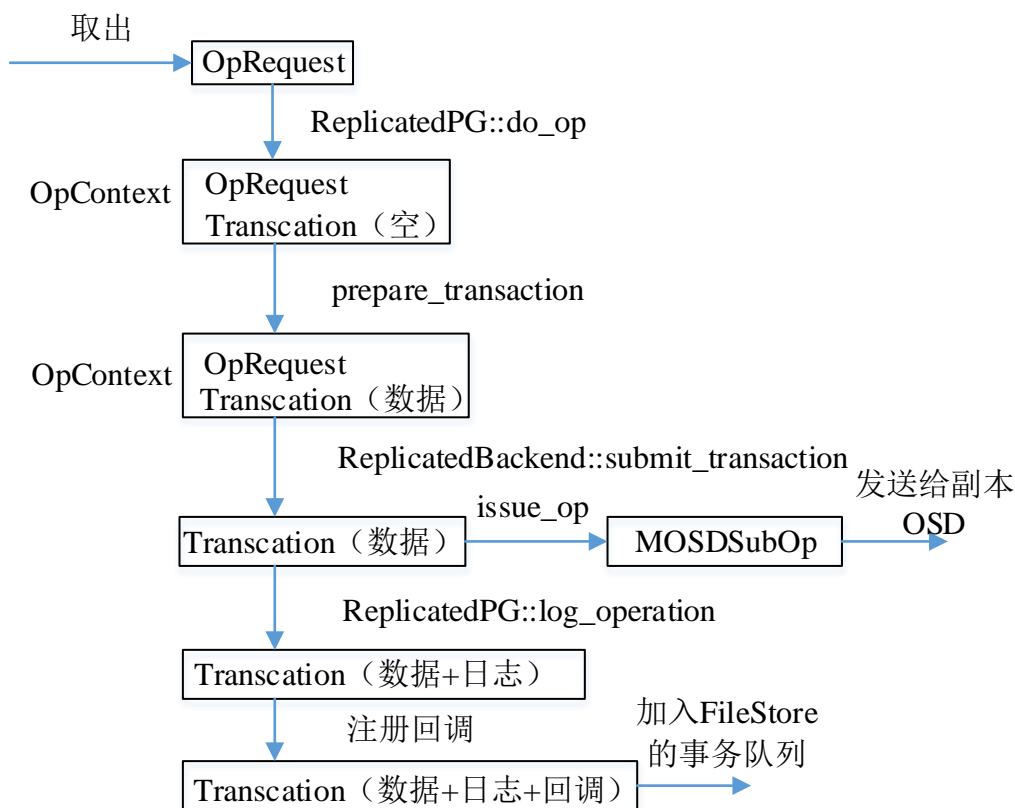 取出
OpRequest
ReplicatedPG::do_op
OpContext
OpRequest
Transcation（空）
prepare_transaction
OpContext
OpRequest
Transcation（数据）
ReplicatedBackend::submit_transaction
issue_op
发送给副本
OSD
Transcation（数据）
MOSDSubOp
ReplicatedPG::log_operation
Transcation（数据+日志）
注册回调
加入FileStore
的事务队列
Transcation（数据+日志+回调）